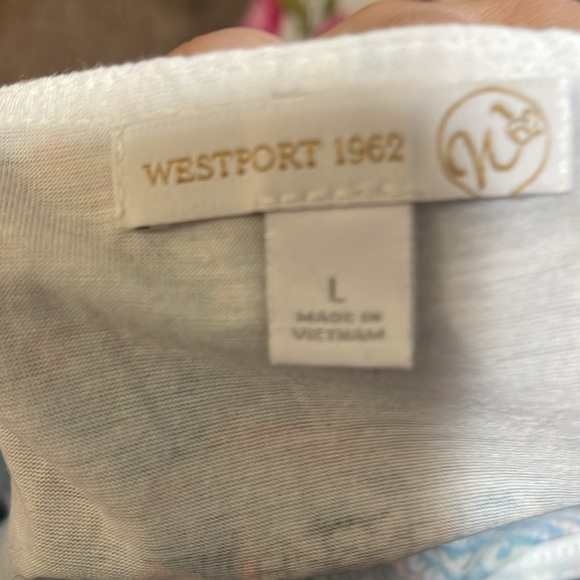 WESTPORT 1962
L
MADE IN
VIETNAM